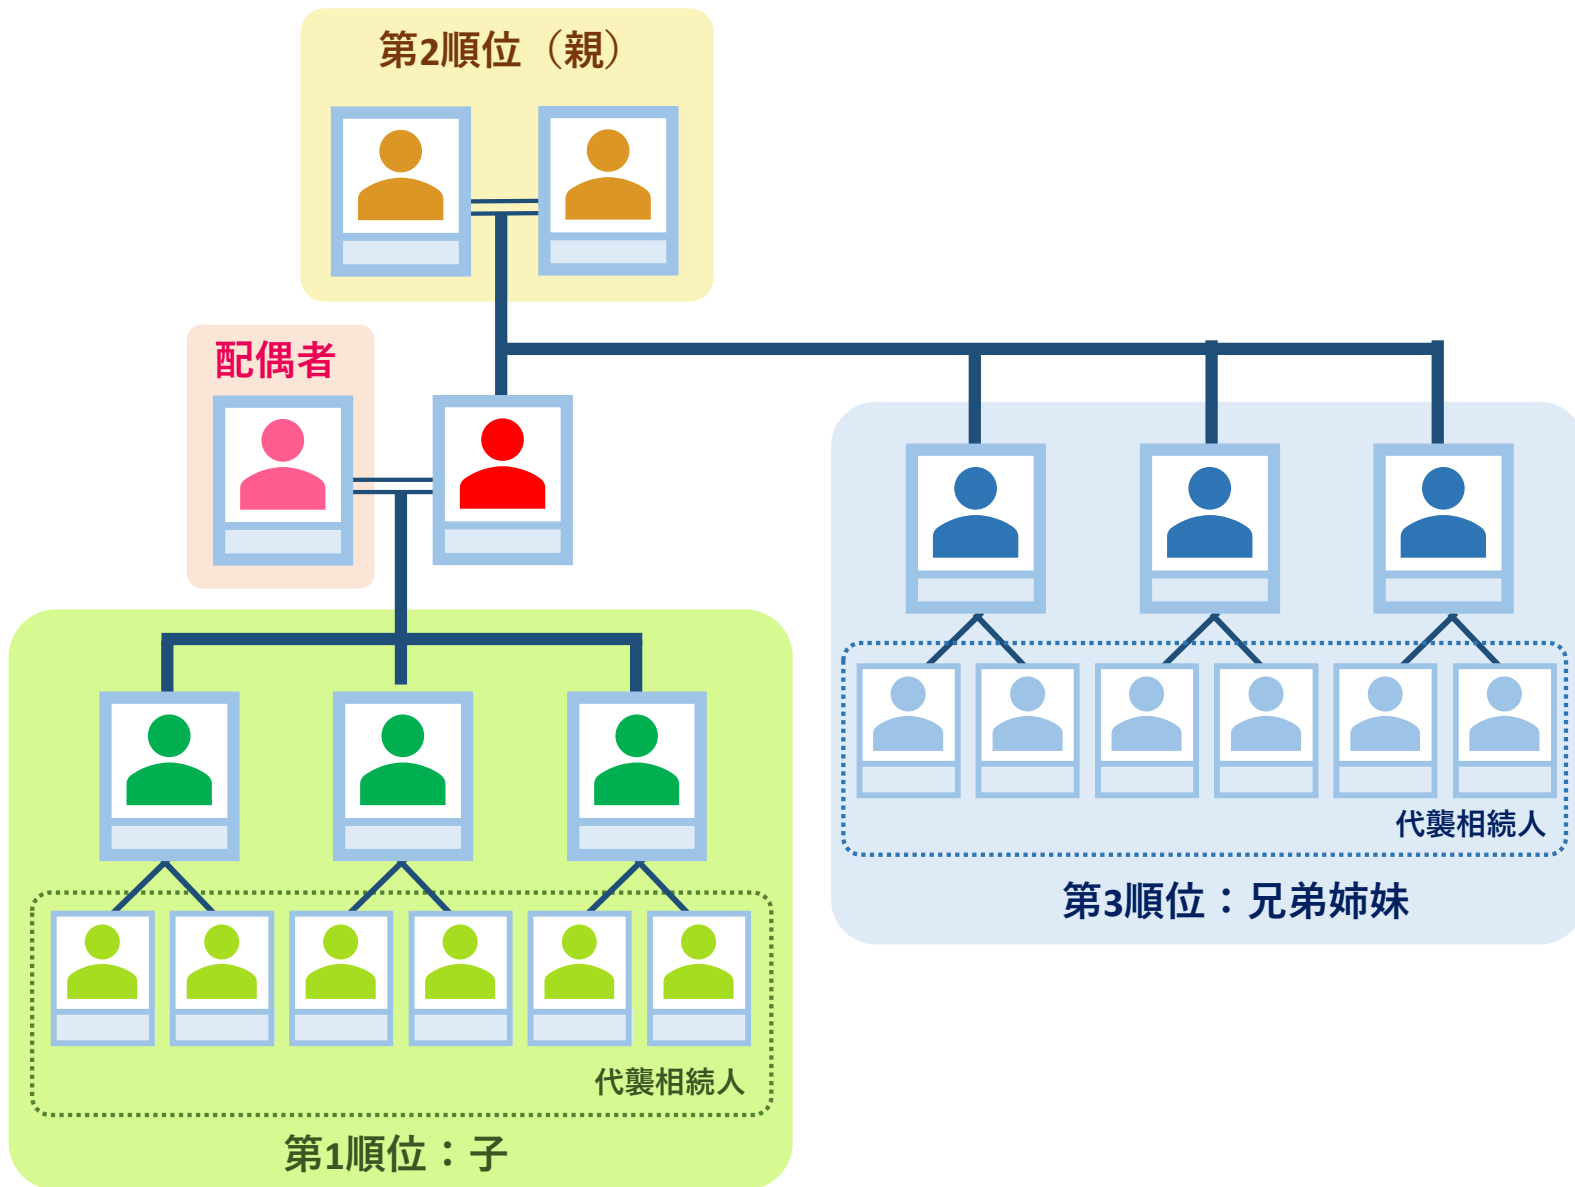 第2順位（親）
配偶者
代襲相続人
第3順位：兄弟姉妹
代襲相続人
第1順位：子